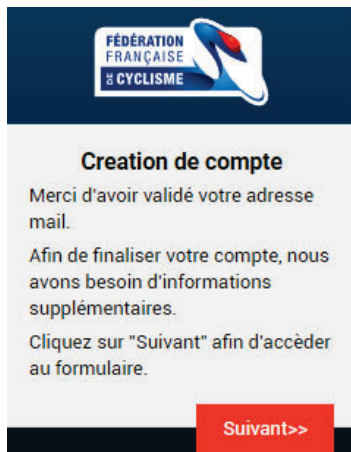 FÉDÉRATION
FRANÇAISE
DE CYCLISME
Creation de compte
Merci d'avoir validé votre adresse
mail.
Afin de finaliser votre compte, nous
avons besoin d'informations
supplémentaires.
Cliquez sur "Suivant" afin d'accèder
au formulaire.
Suivant>>